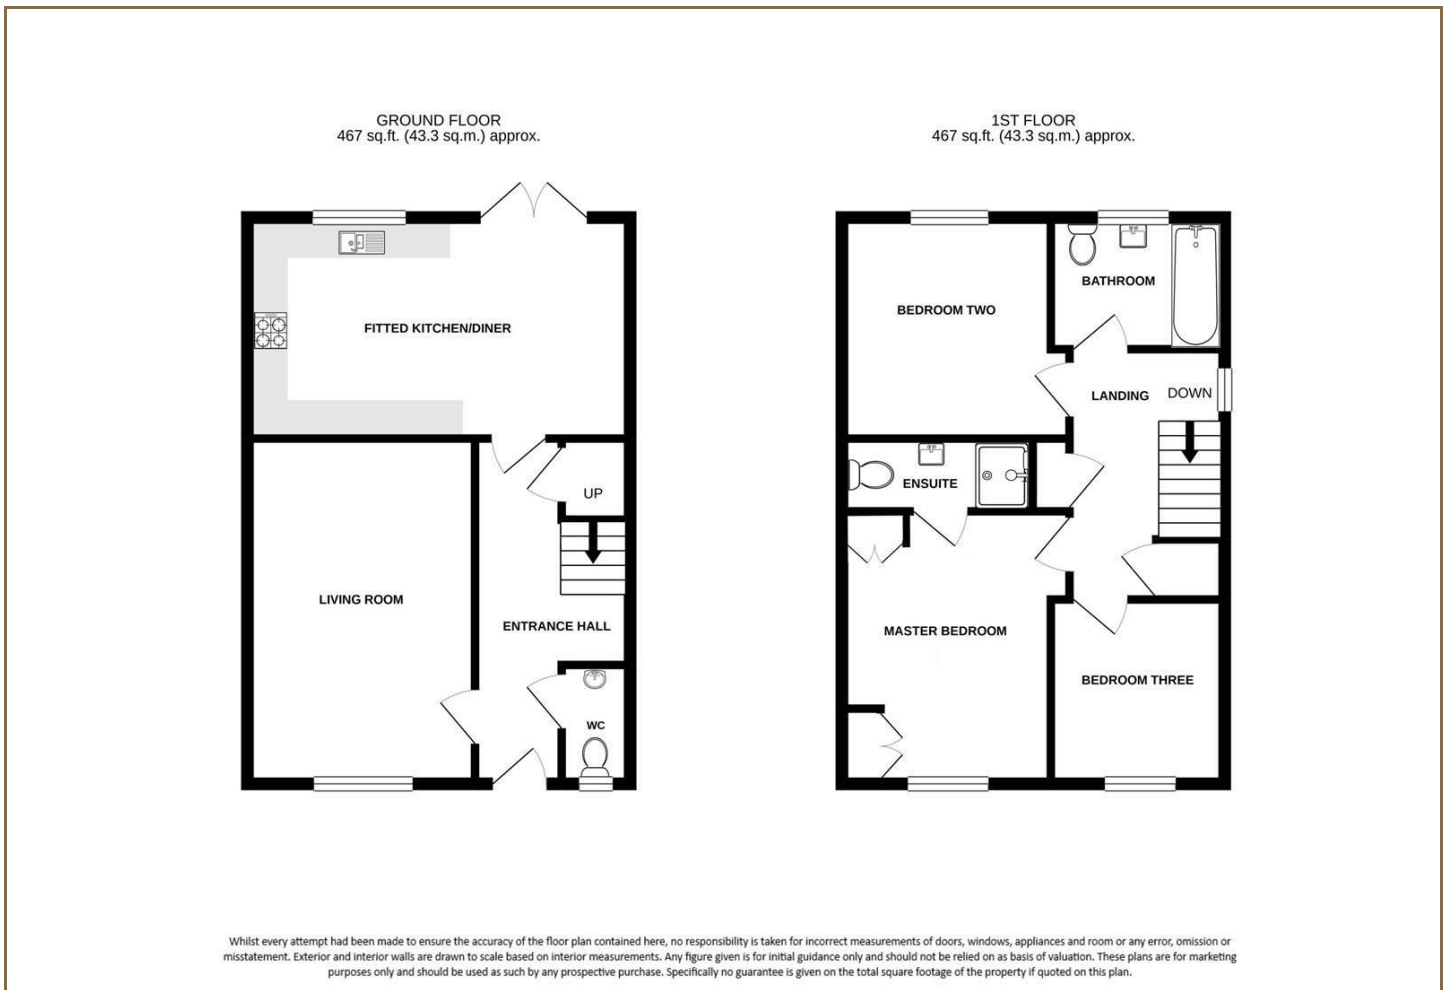 GROUND FLOOR
467 sq.ft. (43.3 sq.m.) approx.
FITTED KITCHEN/DINER
UP
LIVING ROOM
ENTRANCE HALL
WC
1ST FLOOR
467 sq.ft. (43.3 sq.m.) approx.
BATHROOM
BEDROOM TWO
LANDING
DOWN
ENSUITE
MASTER BEDROOM
BEDROOM THREE
Whilst every attempt had been made to ensure the accuracy of the floor plan contained here, no responsibility is taken for incorrect measurements of doors, windows, appliances and room or any error, omission or
misstatement. Exterior and interior walls are drawn to scale based on interior measurements. Any figure given is for initial guidance only and should not be relied on as basis of valuation. These plans are for marketing
purposes only and should be used as such by any prospective purchase. Specifically no guarantee is given on the total square footage of the property if quoted on this plan.